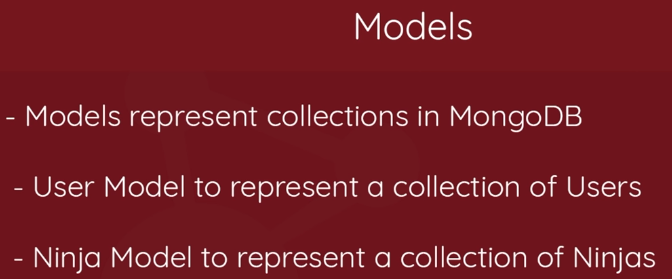 Models
- Models represent collections in MongoDB
- User Model to represent a collection of Users
- Ninja Model to represent a collection of Ninjas